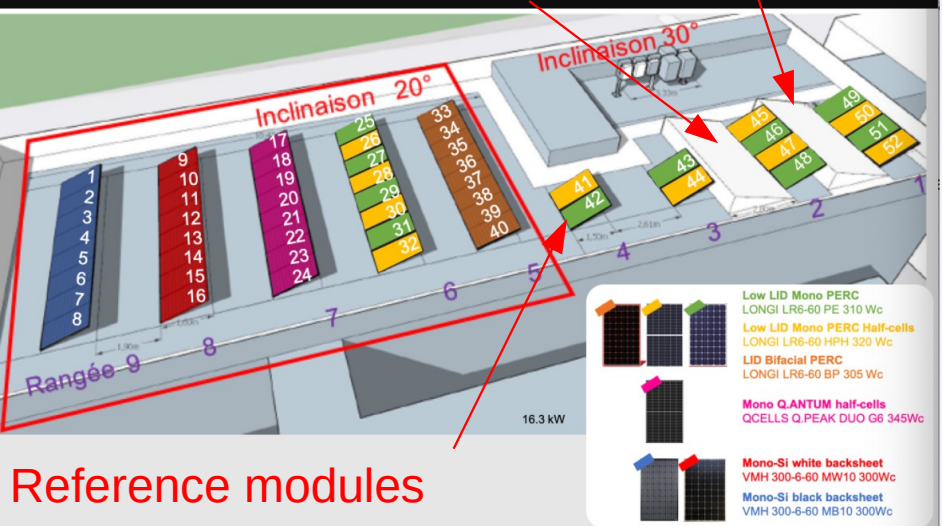 Inclinaison 30°
Inclinaison 20°
5,33m
1
2
3
4
5
6
7
8
9
10
11
12
13
14
15
16
17
18
19
20
21
22
23
24
25
26
27
28
29
30
31
32
33
34
35
36
37
38
39
40
41
42
43
44
45
46
47
48
49
50
51
52
1,90m
1,60m
1,50m
2,61m
2,00m
Rangée 9
8
7
6
5
4
3
2
1
16.3 kW
Low LID Mono PERC
LONGI LR6-60 PE 310 Wc
Low LID Mono PERC Half-cells
LONGI LR6-60 HPH 320 Wc
LID Bifacial PERC
LONGI LR6-60 BP 305 Wc
Mono Q.ANTUM half-cells
QCELLS Q.PEAK DUO G6 345Wc
Mono-Si white backsheet
VMH 300-6-60 MW10 300Wc
Mono-Si black backsheet
VMH 300-6-60 MB10 300Wc
Reference modules